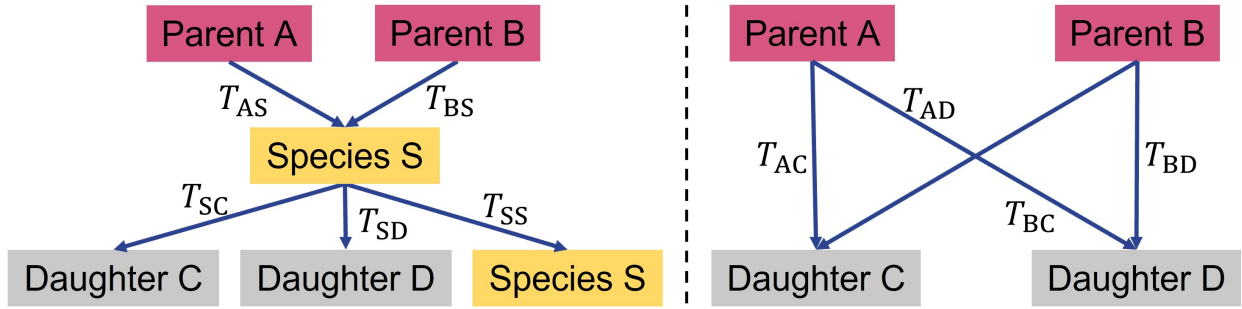 Parent A Parent B
T_AS T_BS
Species S
T_SC T_SD T_SS
Daughter C Daughter D Species S
Parent A Parent B
T_AD
T_AC T_BD
T_BC
Daughter C Daughter D